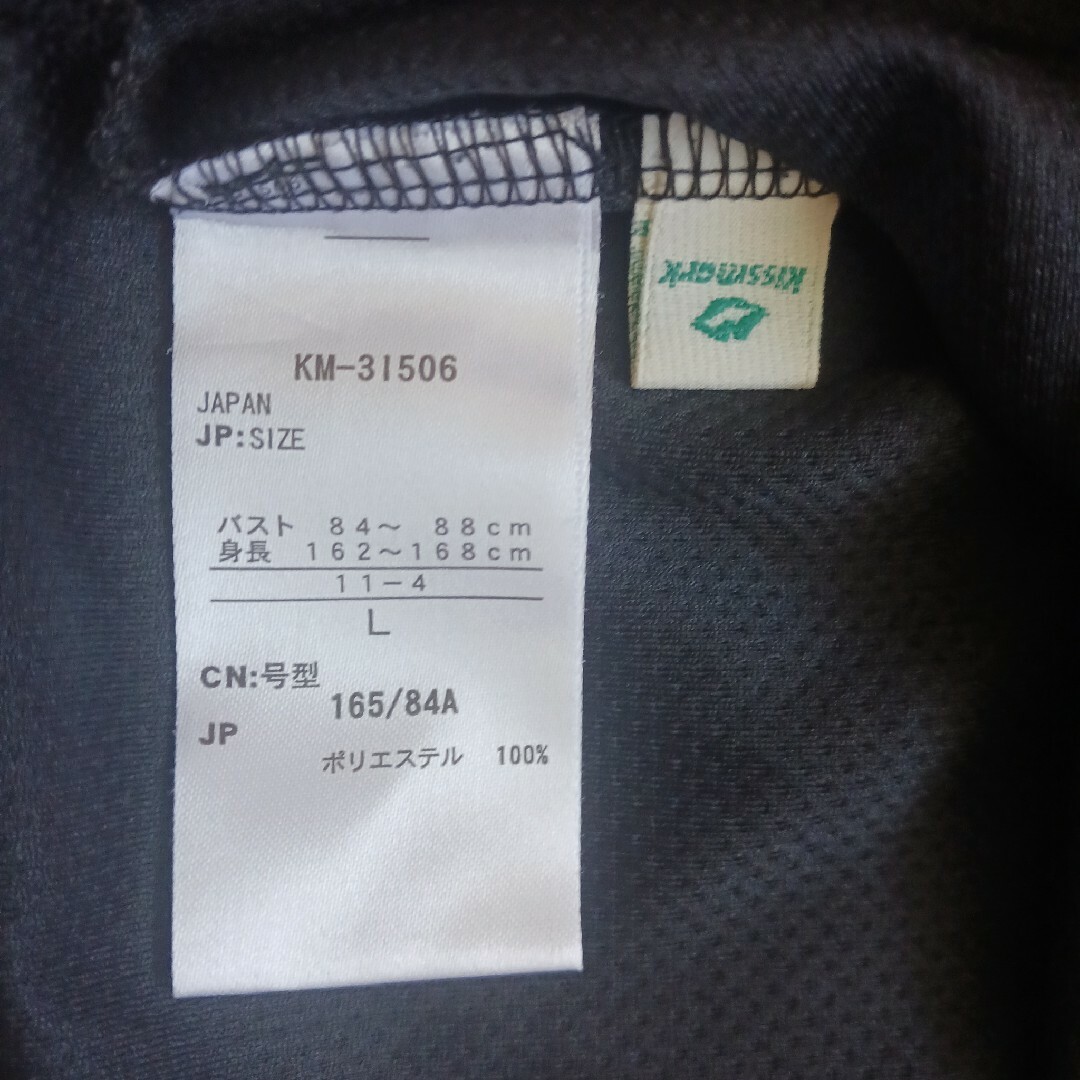 KM-31506
JAPAN
JP:SIZE
バスト 84～ 88cm
身長 162～168cm
11-4
L
CN:号型
165/84A
JP
ポリエステル 100%
kissmark